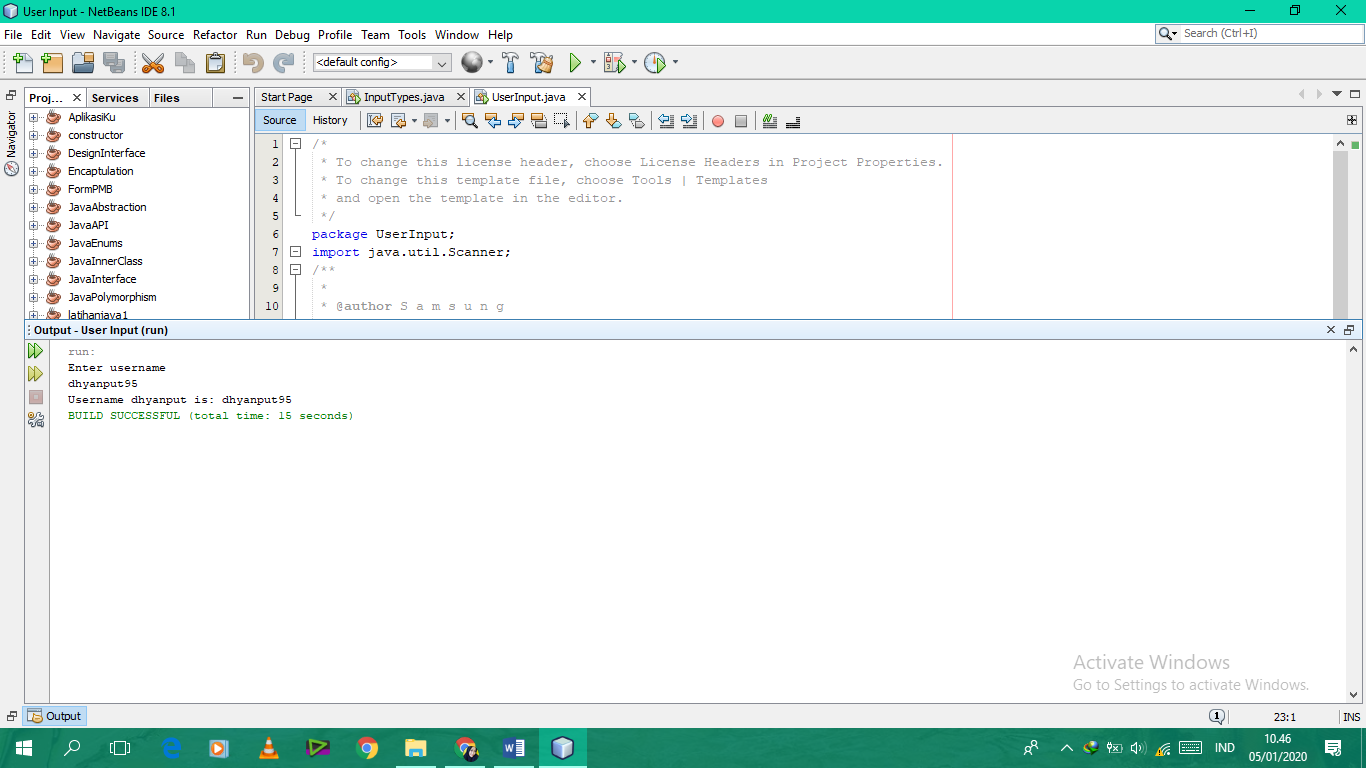 User Input - NetBeans IDE 8.1
File Edit View Navigate Source Refactor Run Debug Profile Team Tools Window Help
Search (Ctrl+I)
<default config>
Proj... Services Files
Start Page InputTypes.java UserInput.java
Navigator
Source History
AplikasiKu
constructor
DesignInterface
Encaptulation
FormPMB
JavaAbstraction
JavaAPI
JavaEnums
JavaInnerClass
JavaInterface
JavaPolymorphism
latihanjava1
1 /*
2 * To change this license header, choose License Headers in Project Properties.
3 * To change this template file, choose Tools | Templates
4 * and open the template in the editor.
5 */
6 package UserInput;
7 import java.util.Scanner;
8 /**
9 *
10 * @author S a m s u n g
Output - User Input (run)
run:
Enter username
dhyanput95
Username dhyanput is: dhyanput95
BUILD SUCCESSFUL (total time: 15 seconds)
Activate Windows
Go to Settings to activate Windows.
Output
1
23:1
INS
IND
10.46
05/01/2020